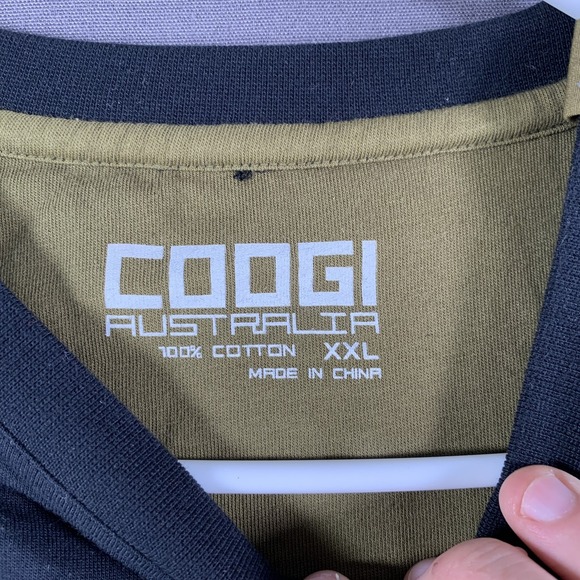 COOGI
AUSTRALIA
100% COTTON XXL
MADE IN CHINA